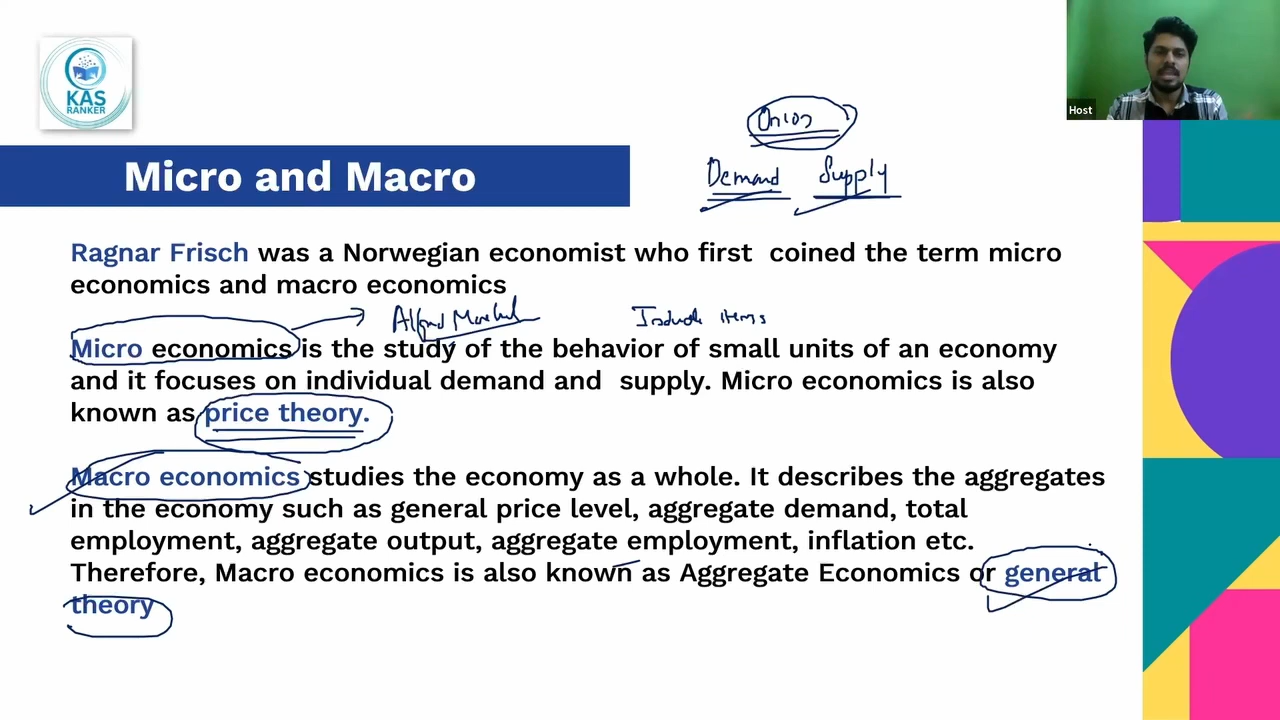 KAS
RANKER
Host
Onion
Demand Supply
Micro and Macro
Ragnar Frisch was a Norwegian economist who first coined the term micro
economics and macro economics
Alfred Marshal
items
Micro economics is the study of the behavior of small units of an economy
and it focuses on individual demand and supply. Micro economics is also
known as price theory.
Macro economics studies the economy as a whole. It describes the aggregates
in the economy such as general price level, aggregate demand, total
employment, aggregate output, aggregate employment, inflation etc.
Therefore, Macro economics is also known as Aggregate Economics or general
theory